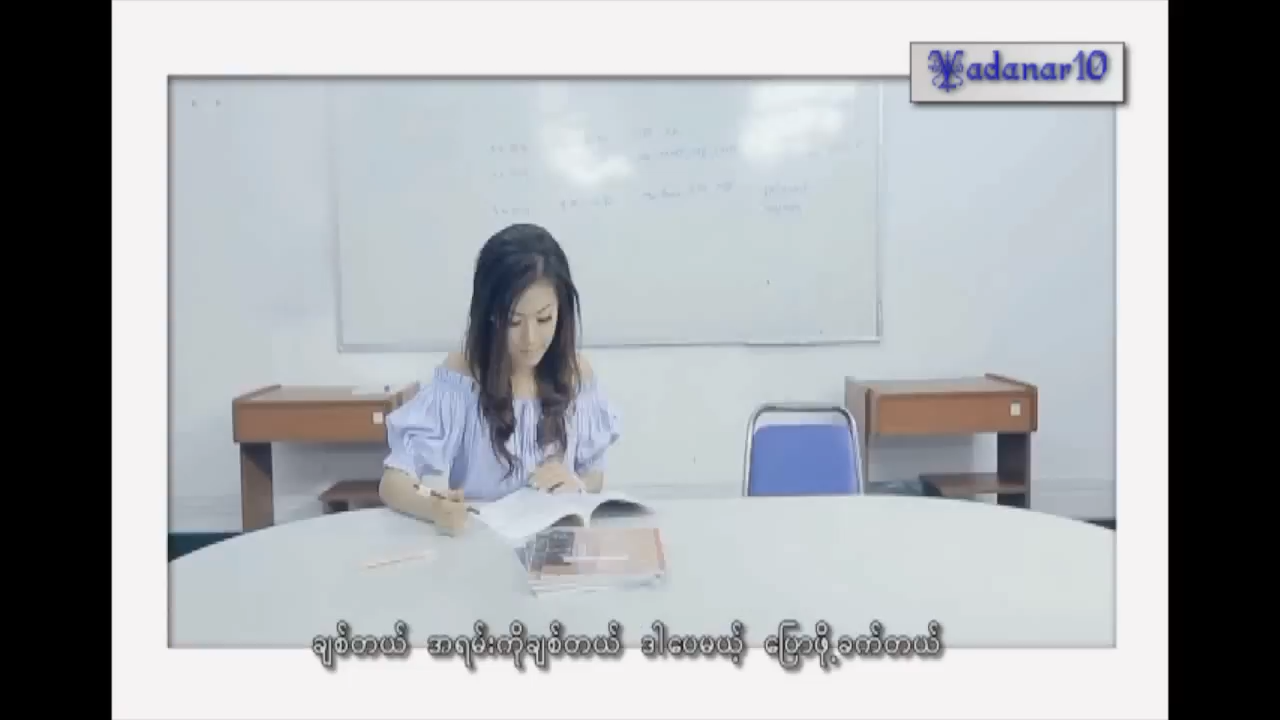 Yadanar10
ချစ်တယ် အရမ်းကိုချစ်တယ် ဒါပေမယ့် ပြောဖို့ခက်တယ်